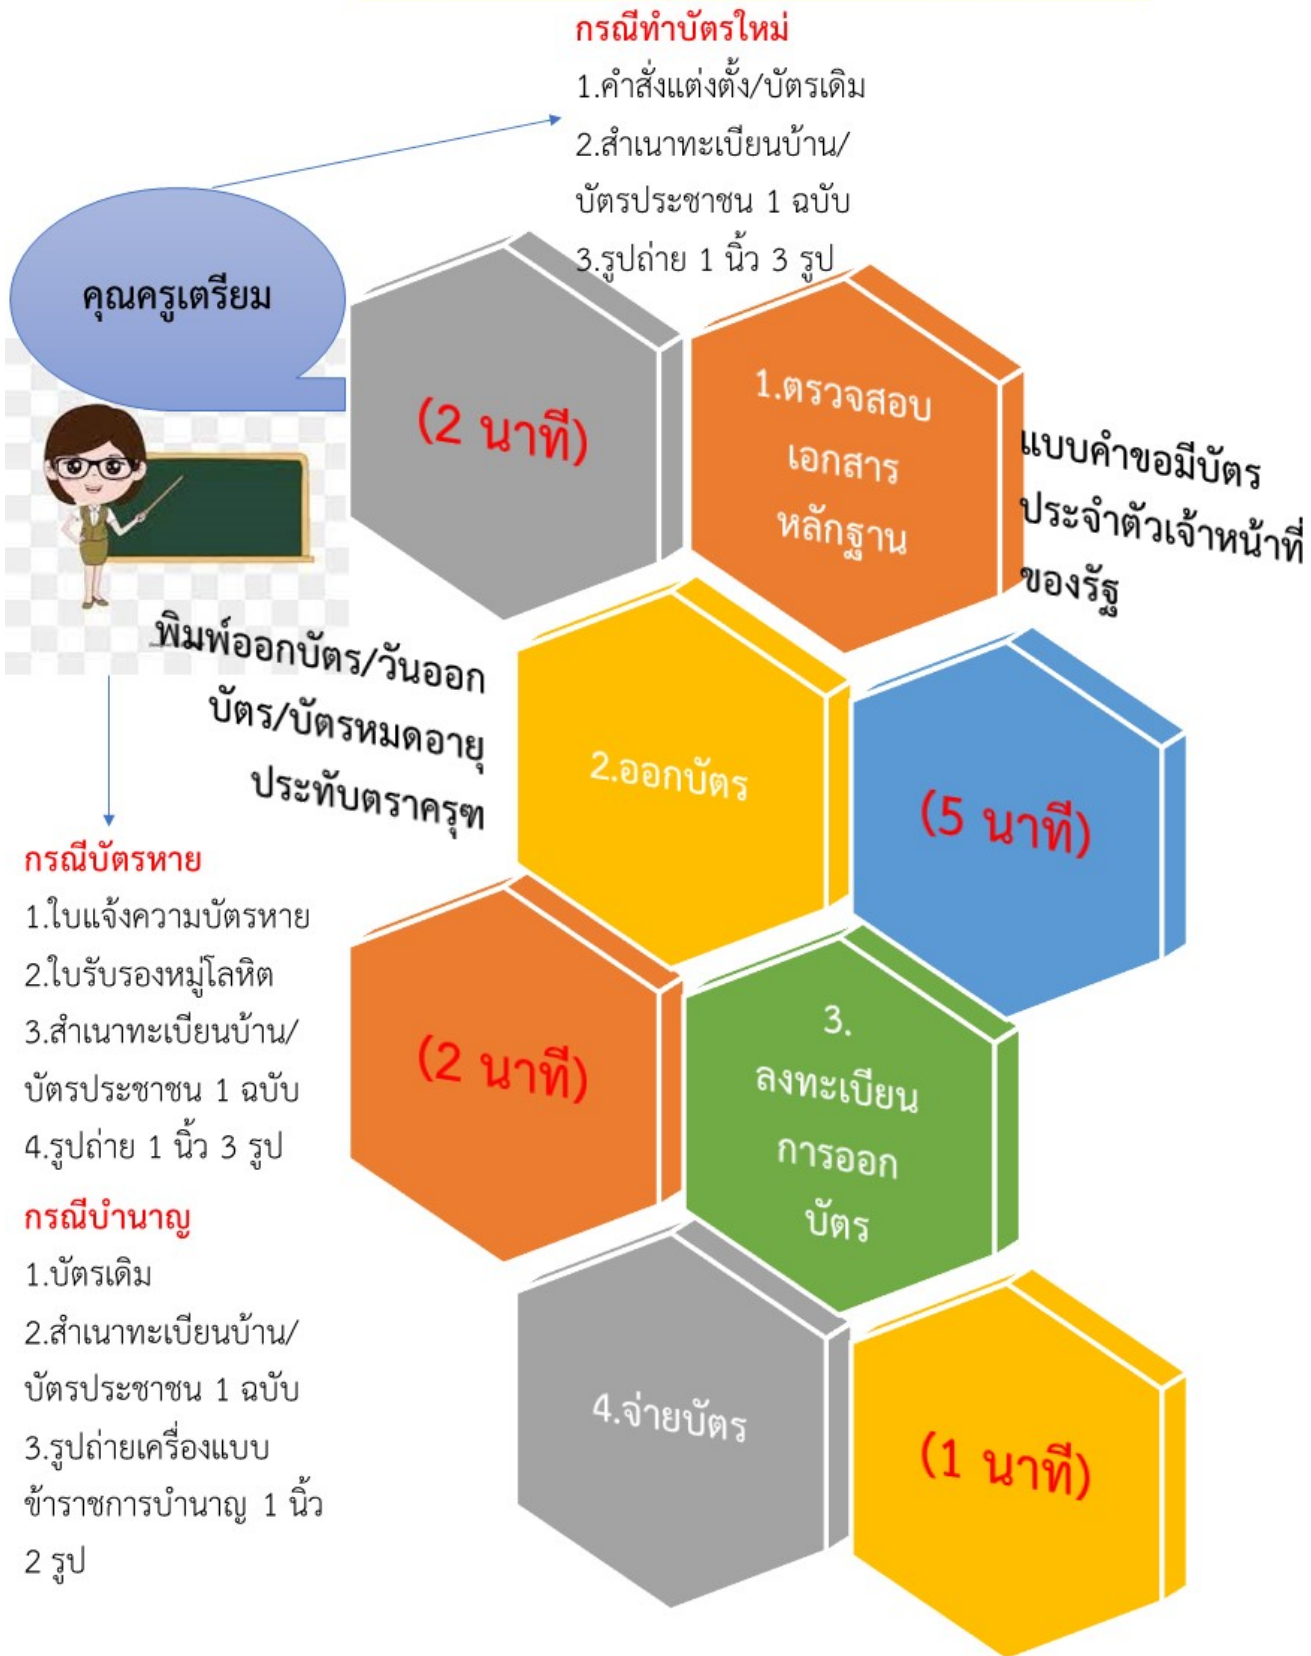 กรณีทำบัตรใหม่
1.คำสั่งแต่งตั้ง/บัตรเดิม
2.สำเนาทะเบียนบ้าน/
บัตรประชาชน 1 ฉบับ
3.รูปถ่าย 1 นิ้ว 3 รูป
คุณครูเตรียม
(2 นาที)
1.ตรวจสอบ
เอกสาร
หลักฐาน
แบบคำขอมีบัตร
ประจำตัวเจ้าหน้าที่
ของรัฐ
พิมพ์ออกบัตร/วันออก
บัตร/บัตรหมดอายุ
ประทับตราครุฑ
2.ออกบัตร
(5 นาที)
กรณีบัตรหาย
1.ใบแจ้งความบัตรหาย
2.ใบรับรองหมู่โลหิต
3.สำเนาทะเบียนบ้าน/
บัตรประชาชน 1 ฉบับ
4.รูปถ่าย 1 นิ้ว 3 รูป
(2 นาที)
3.
ลงทะเบียน
การออก
บัตร
กรณีบำนาญ
1.บัตรเดิม
2.สำเนาทะเบียนบ้าน/
บัตรประชาชน 1 ฉบับ
3.รูปถ่ายเครื่องแบบ
ข้าราชการบำนาญ 1 นิ้ว
2 รูป
4.จ่ายบัตร
(1 นาที)